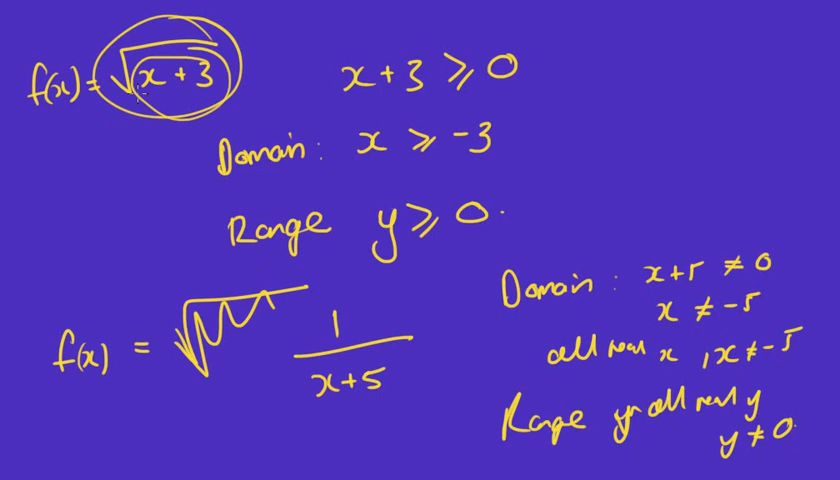 f(x) = √x + 3
x + 3 ⩾ 0
Domain: x ⩾ -3
Range y ⩾ 0.
f(x) = 1/(x+5)
Domain: x+5 ≠ 0
x ≠ -5
all real x , x ≠ -5
Range all real y
y ≠ 0.